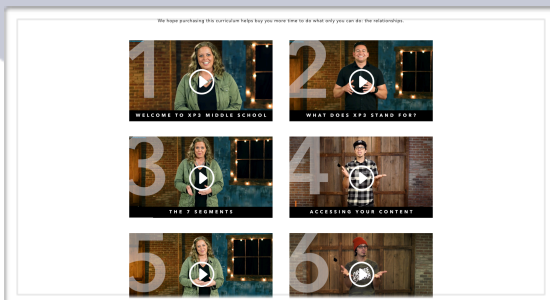 We hope purchasing this curriculum helps buy you more time to do what only you can do: the relationships.
1
2
WELCOME TO XP3 MIDDLE SCHOOL
WHAT DOES XP3 STAND FOR?
3
4
THE 7 SEGMENTS
ACCESSING YOUR CONTENT
5
6